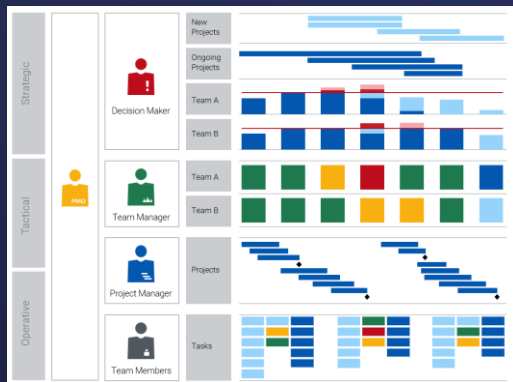 Strategic
Tactical
Operative
PMO
Decision Maker
Team Manager
Project Manager
Team Members
New
Projects
Ongoing
Projects
Team A
Team B
Team A
Team B
Projects
Tasks